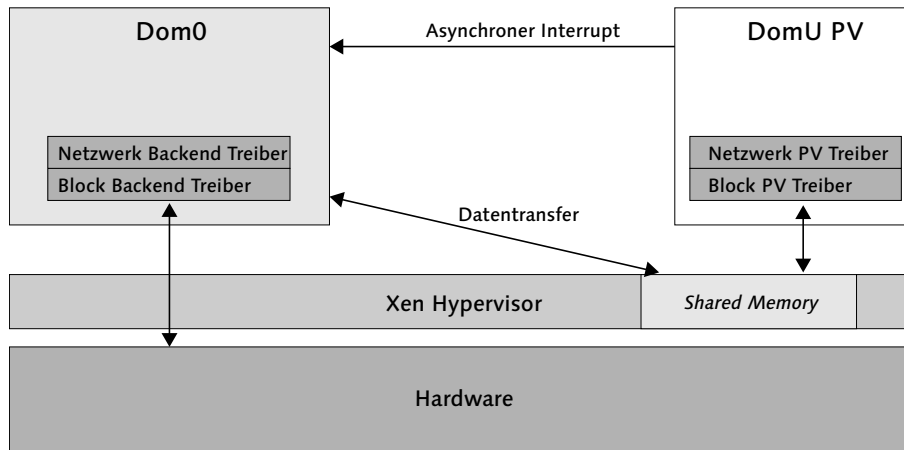 Dom0
Asynchroner Interrupt
DomU PV
Netzwerk Backend Treiber
Block Backend Treiber
Netzwerk PV Treiber
Block PV Treiber
Datentransfer
Xen Hypervisor
Shared Memory
Hardware